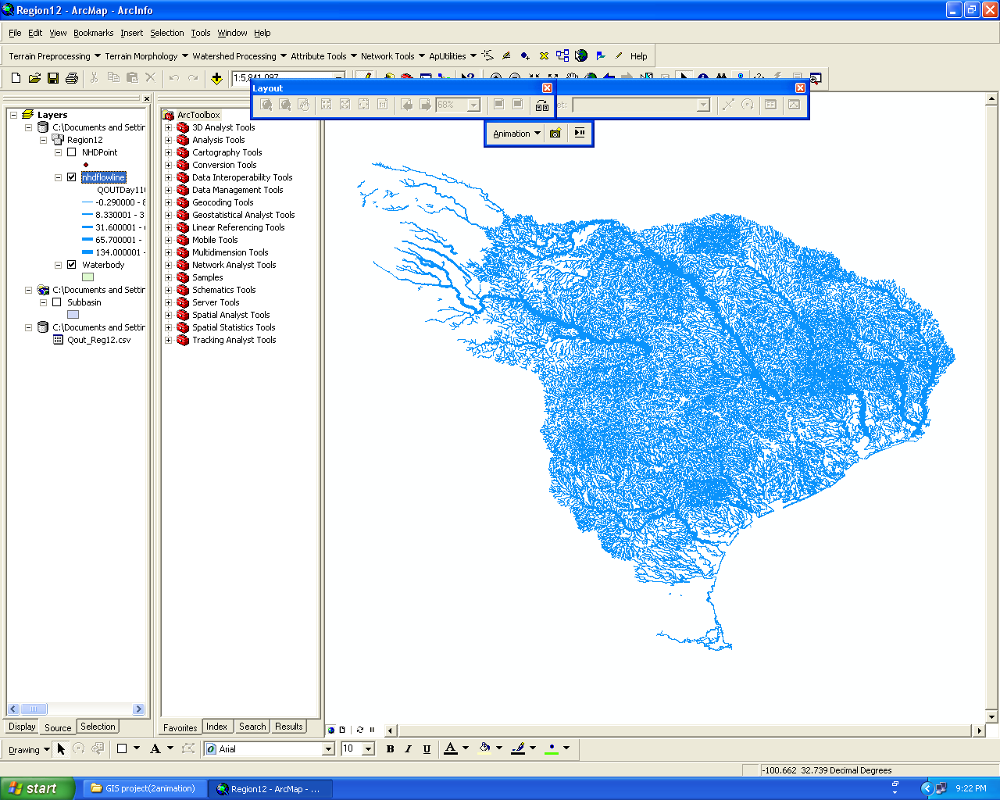 Region12 - ArcMap - ArcInfo
File Edit View Bookmarks Insert Selection Tools Window Help
Terrain Preprocessing Terrain Morphology Watershed Processing Attribute Tools Network Tools ApUtilities Help
1:5,841,097
Layout
68%
et:
Animation
Layers
C:\Documents and Settin
Region12
NHDPoint
nhdflowline
QOUTDay11
-0.290000 - 8
8.330001 - 3
31.600001 -
65.700001 -
134.000001 -
Waterbody
C:\Documents and Settin
Subbasin
C:\Documents and Settin
Qout_Reg12.csv
Display Source Selection
ArcToolbox
3D Analyst Tools
Analysis Tools
Cartography Tools
Conversion Tools
Data Interoperability Tools
Data Management Tools
Geocoding Tools
Geostatistical Analyst Tools
Linear Referencing Tools
Mobile Tools
Multidimension Tools
Network Analyst Tools
Samples
Schematics Tools
Server Tools
Spatial Analyst Tools
Spatial Statistics Tools
Tracking Analyst Tools
Favorites Index Search Results
Drawing A Arial 10 B I U A
-100.662 32.739 Decimal Degrees
start GIS project(2animation) Region12 - ArcMap - ... 9:22 PM